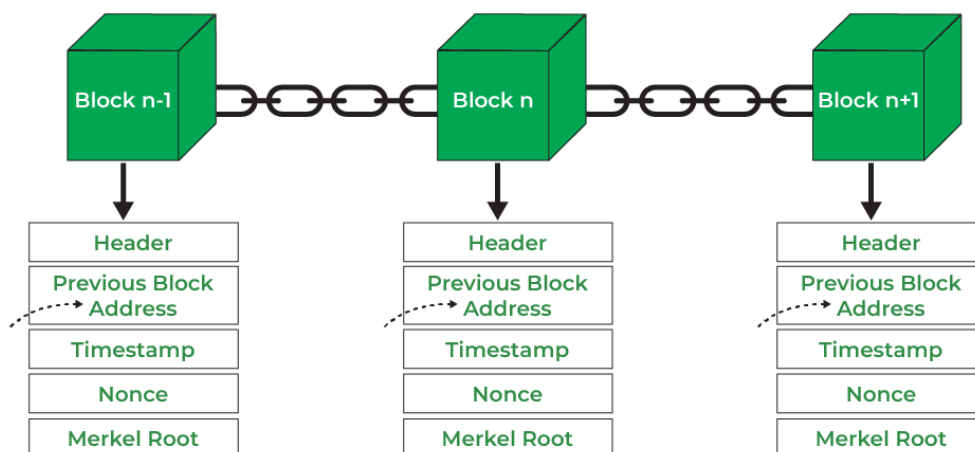 Block n-1
Block n
Block n+1
Header
Previous Block
Address
Timestamp
Nonce
Merkel Root
Header
Previous Block
Address
Timestamp
Nonce
Merkel Root
Header
Previous Block
Address
Timestamp
Nonce
Merkel Root